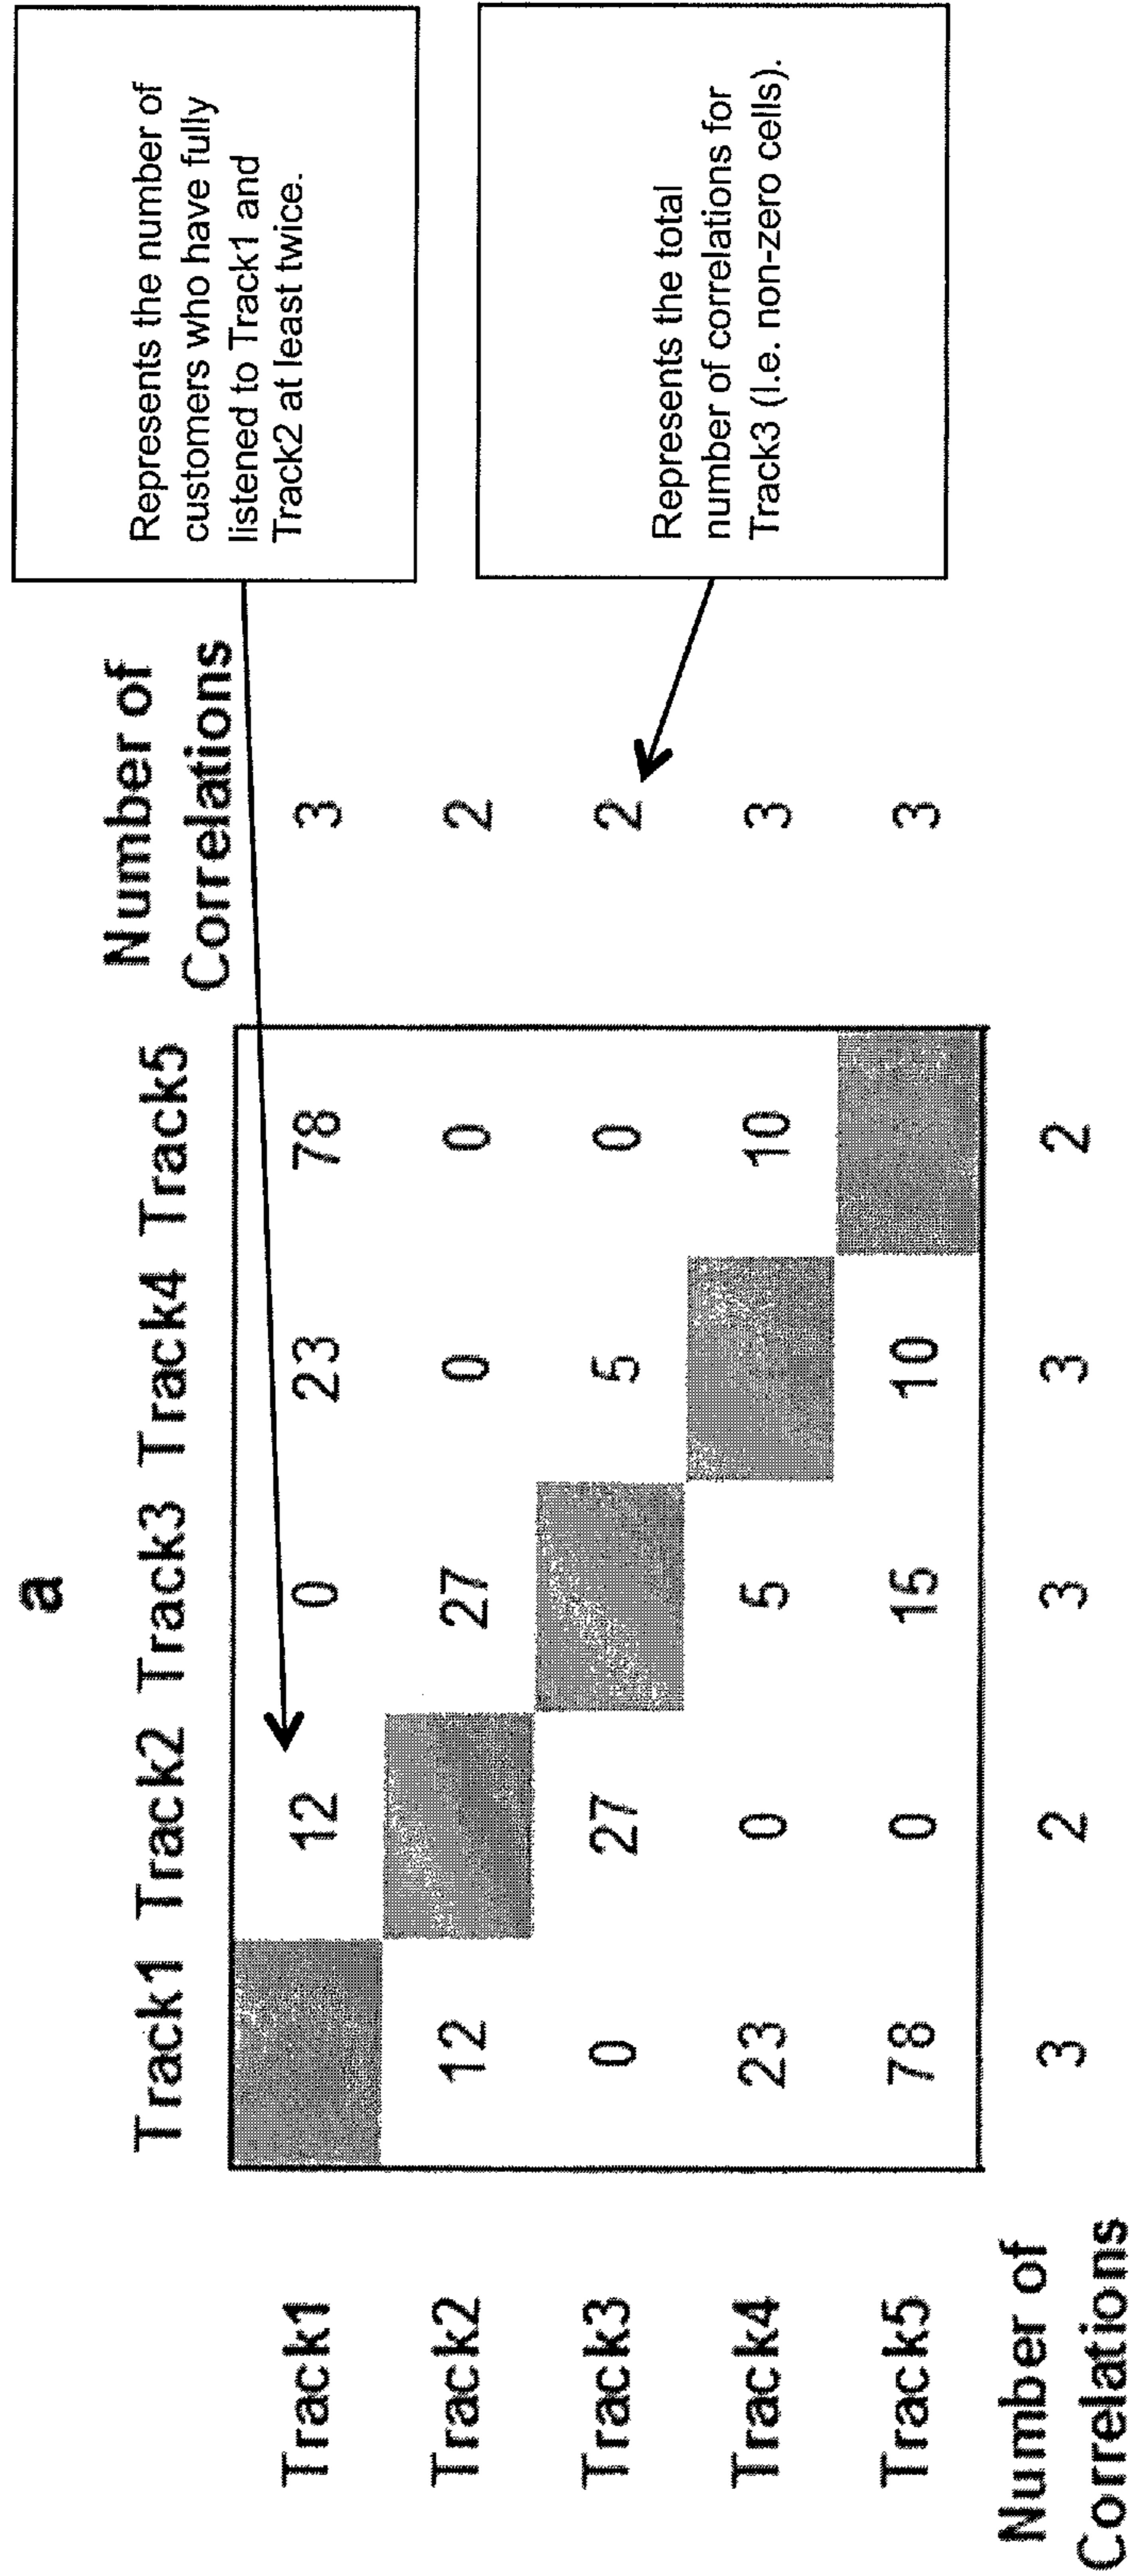 a
Track1 Track2 Track3 Track4 Track5
Number of
Correlations
Track1 12 0 23 78 3
Track2 12 27 0 0 2
Track3 0 27 5 0 2
Track4 23 0 5 10 3
Track5 78 0 15 10 3
Number of
Correlations
3 2 3 3 2
Represents the number of
customers who have fully
listened to Track1 and
Track2 at least twice.
Represents the total
number of correlations for
Track3 (I.e. non-zero cells).